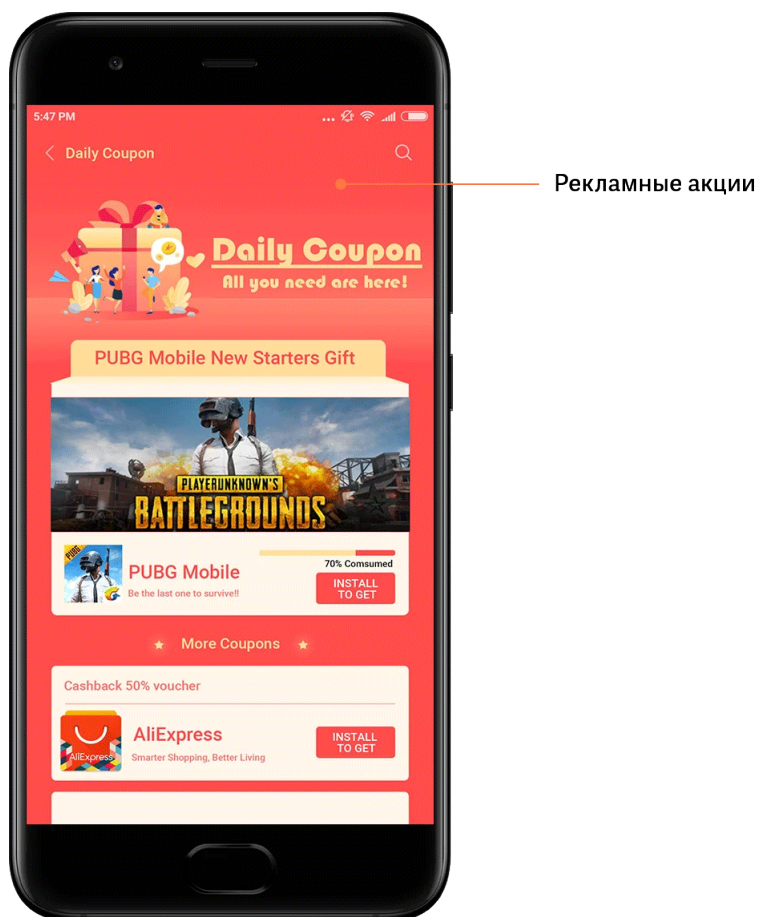 5:47 PM
Daily Coupon
Рекламные акции
Daily Coupon
All you need are here!
PUBG Mobile New Starters Gift
PLAYERUNKNOWN'S
BATTLEGROUNDS
PUBG
PUBG Mobile
Be the last one to survive!!
70% Comsumed
INSTALL
TO GET
More Coupons
Cashback 50% voucher
AliExpress
AliExpress
Smarter Shopping, Better Living
INSTALL
TO GET